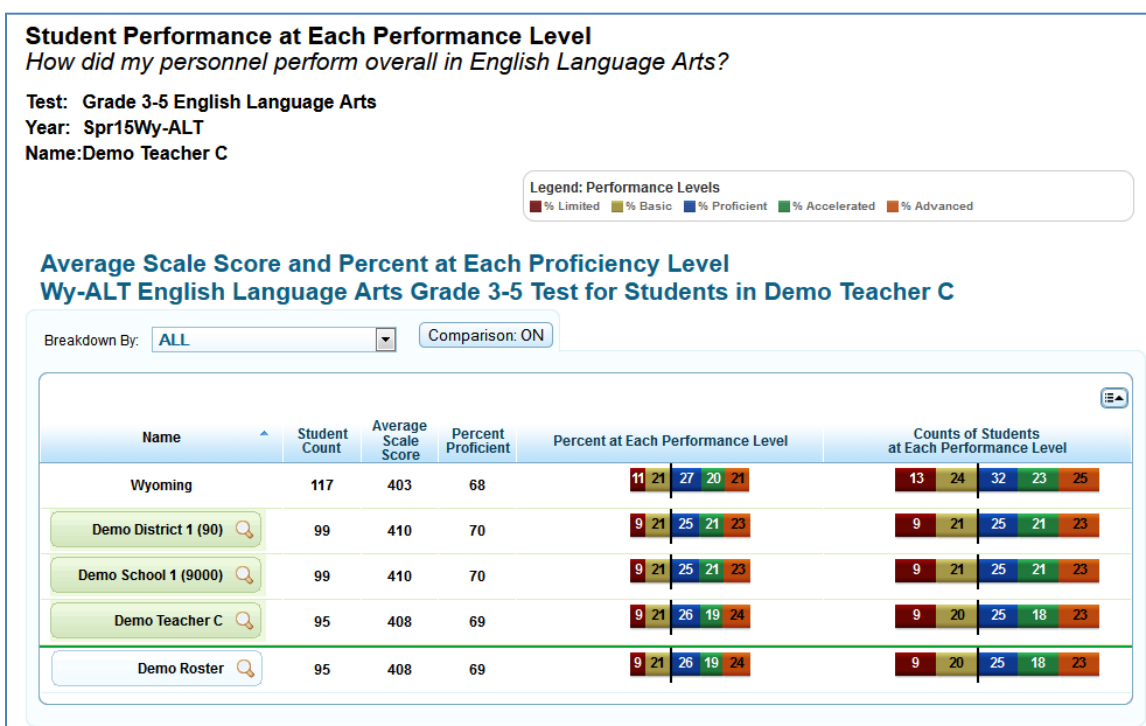 Student Performance at Each Performance Level
How did my personnel perform overall in English Language Arts?
Test: Grade 3-5 English Language Arts
Year: Spr15Wy-ALT
Name:Demo Teacher C
Legend: Performance Levels
% Limited % Basic % Proficient % Accelerated % Advanced
Average Scale Score and Percent at Each Proficiency Level
Wy-ALT English Language Arts Grade 3-5 Test for Students in Demo Teacher C
Breakdown By: ALL Comparison: ON
Name Student Count Average Scale Score Percent Proficient Percent at Each Performance Level Counts of Students at Each Performance Level
Wyoming 117 403 68 11 21 27 20 21 13 24 32 23 25
Demo District 1 (90) 99 410 70 9 21 25 21 23 9 21 25 21 23
Demo School 1 (9000) 99 410 70 9 21 25 21 23 9 21 25 21 23
Demo Teacher C 95 408 69 9 21 26 19 24 9 20 25 18 23
Demo Roster 95 408 69 9 21 26 19 24 9 20 25 18 23